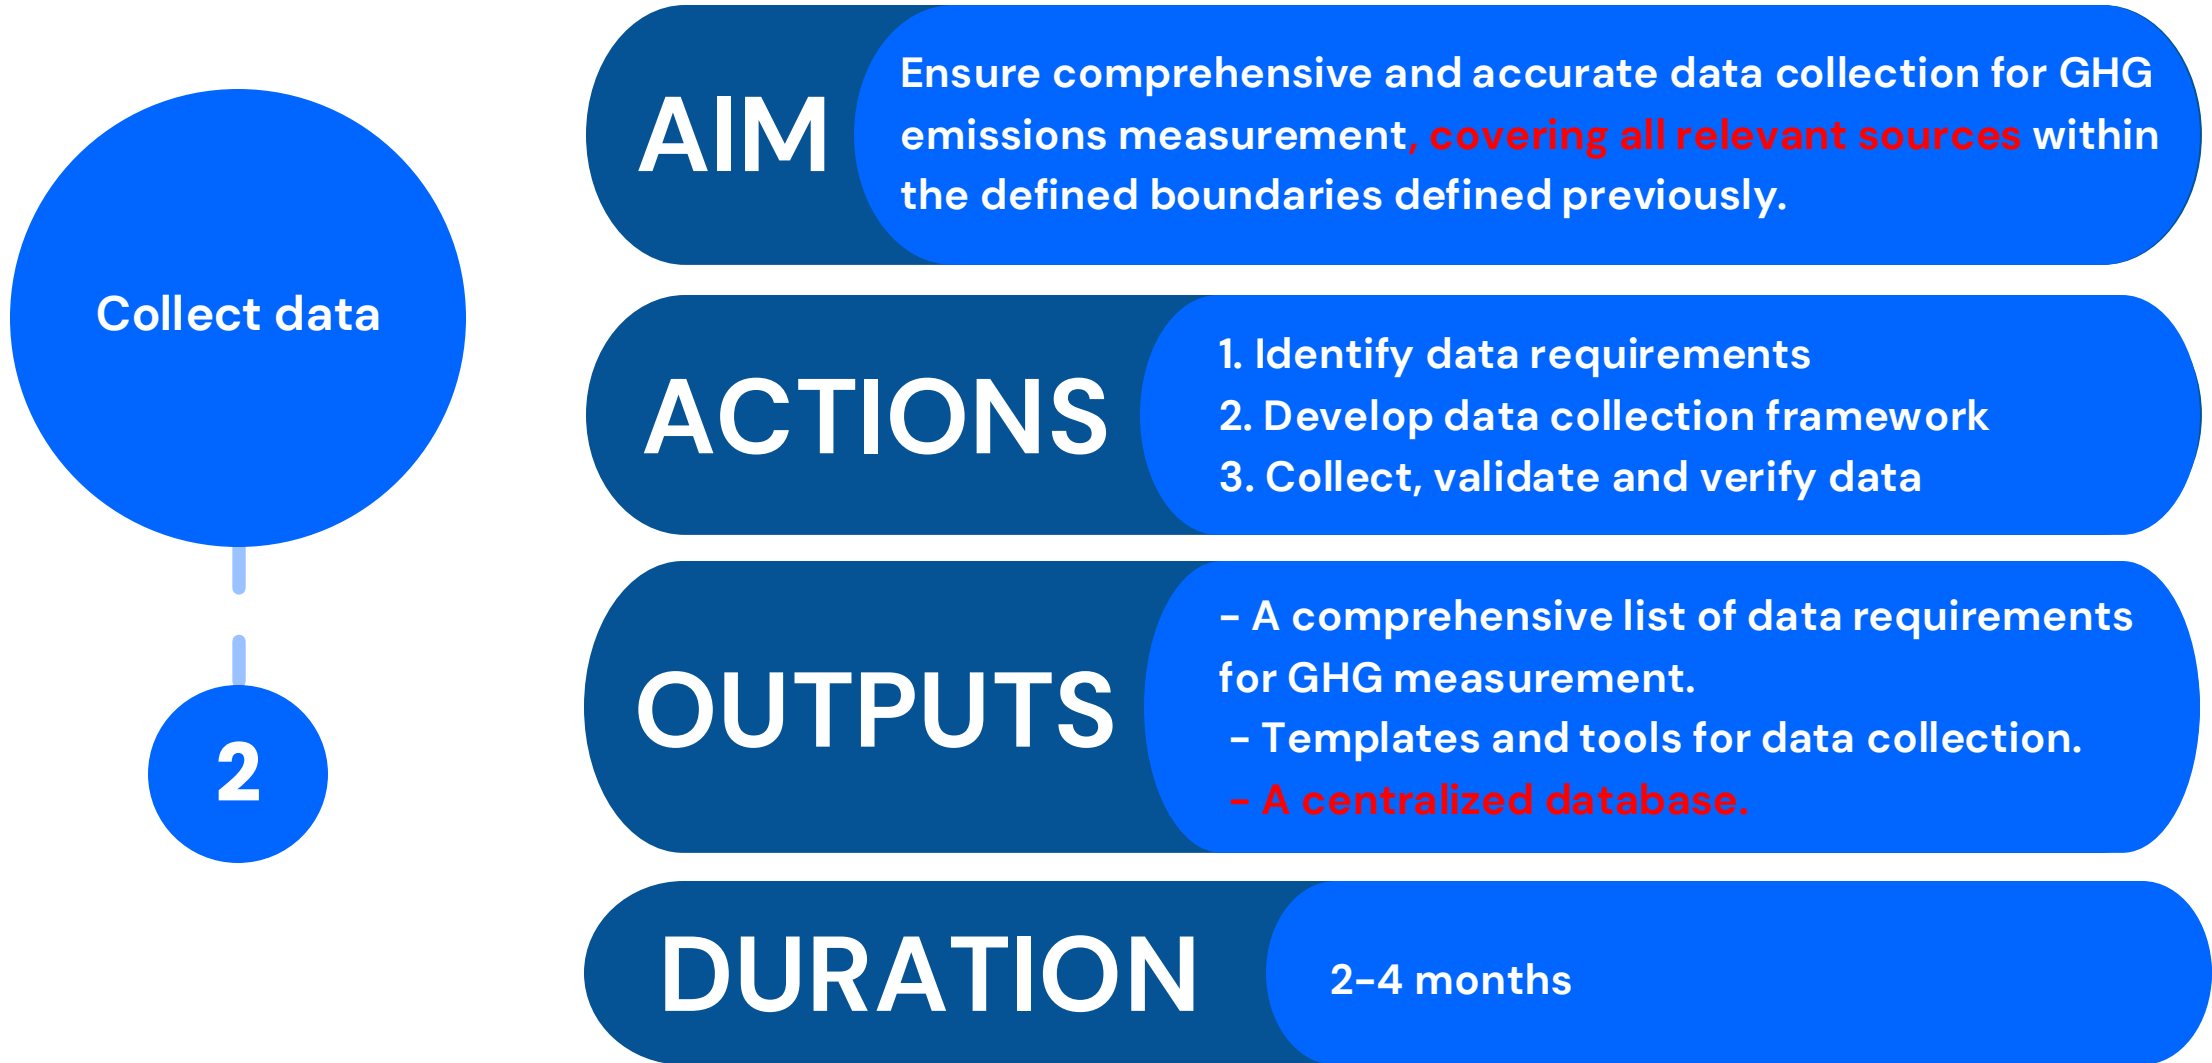 Collect data
2
AIM
Ensure comprehensive and accurate data collection for GHG
emissions measurement, covering all relevant sources within
the defined boundaries defined previously.
ACTIONS
1. Identify data requirements
2. Develop data collection framework
3. Collect, validate and verify data
OUTPUTS
- A comprehensive list of data requirements
for GHG measurement.
- Templates and tools for data collection.
- A centralized database.
DURATION
2-4 months